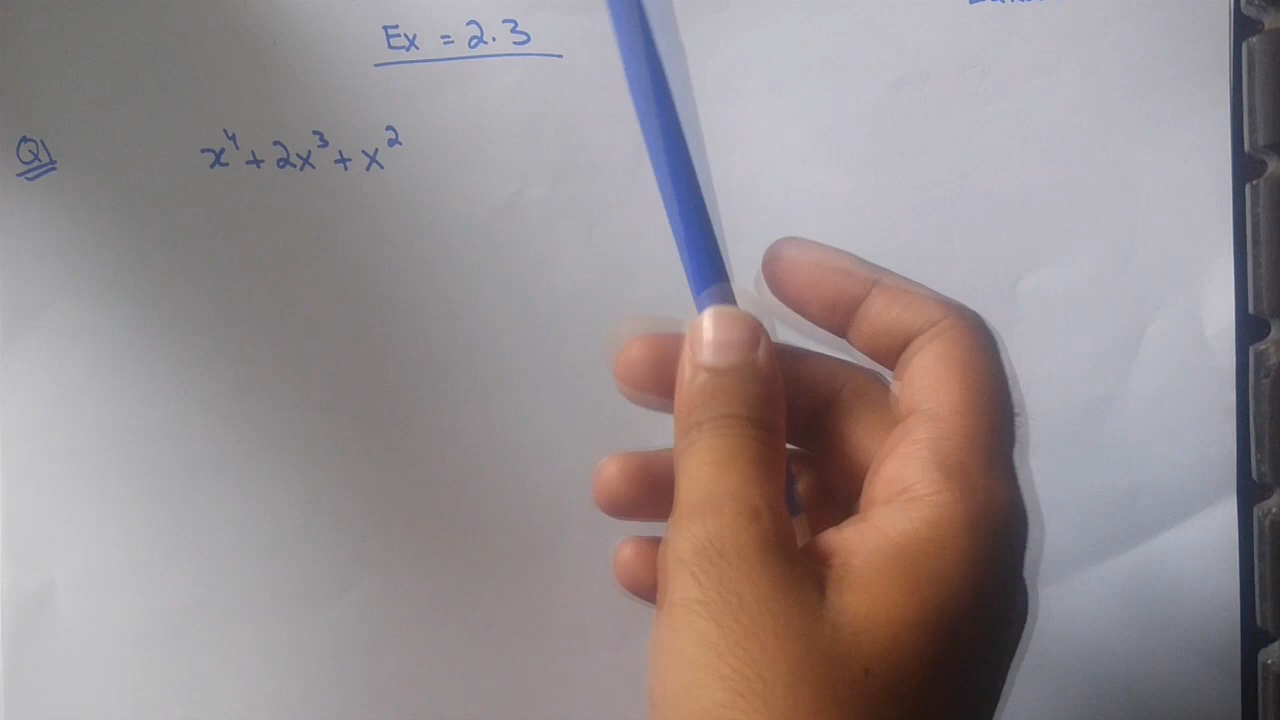 Ex = 2.3
Q1 x⁴ + 2x³ + x²